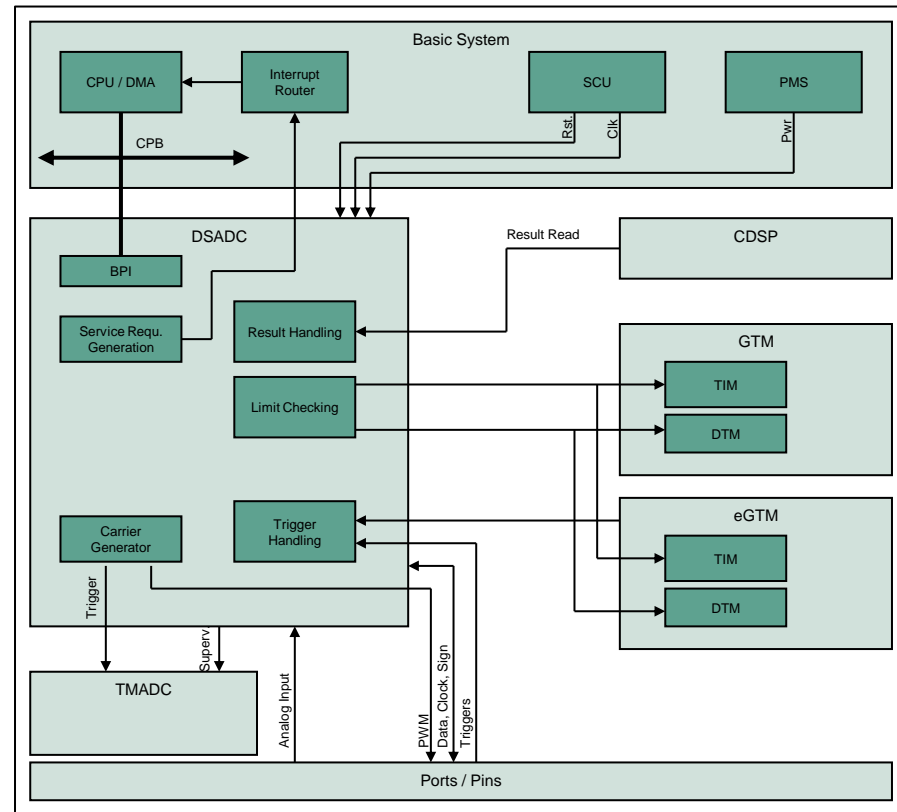 Basic System
CPU / DMA
Interrupt
Router
SCU
PMS
Rst.
Clk
Pwr
CPB
DSADC
BPI
Service Requ.
Generation
Result Handling
Limit Checking
Carrier
Generator
Trigger
Handling
Result Read
CDSP
GTM
TIM
DTM
eGTM
TIM
DTM
Trigger
Superv.
TMADC
Analog Input
PWM
Data, Clock, Sign
Triggers
Ports / Pins